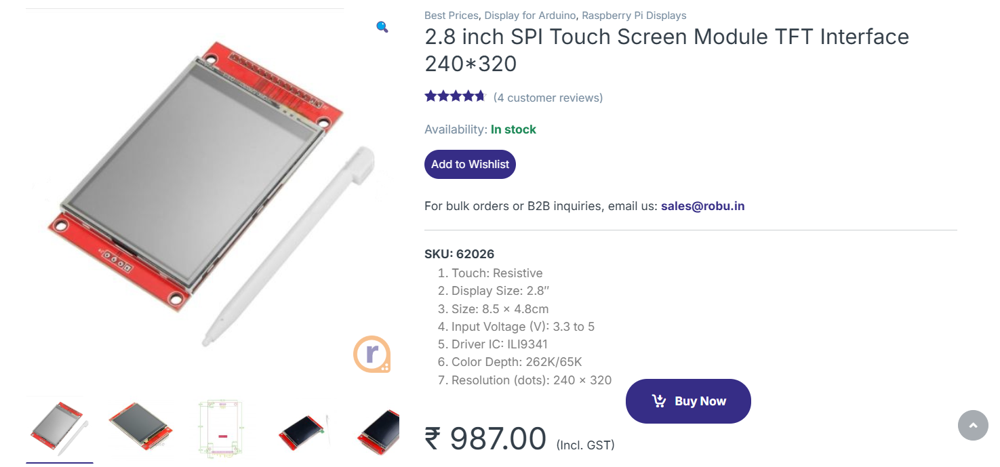 Best Prices, Display for Arduino, Raspberry Pi Displays
2.8 inch SPI Touch Screen Module TFT Interface
240*320
(4 customer reviews)
Availability: In stock
Add to Wishlist
For bulk orders or B2B inquiries, email us: sales@robu.in
SKU: 62026
1. Touch: Resistive
2. Display Size: 2.8″
3. Size: 8.5 × 4.8cm
4. Input Voltage (V): 3.3 to 5
5. Driver IC: ILI9341
6. Color Depth: 262K/65K
7. Resolution (dots): 240 × 320
Buy Now
₹ 987.00 (Incl. GST)
r